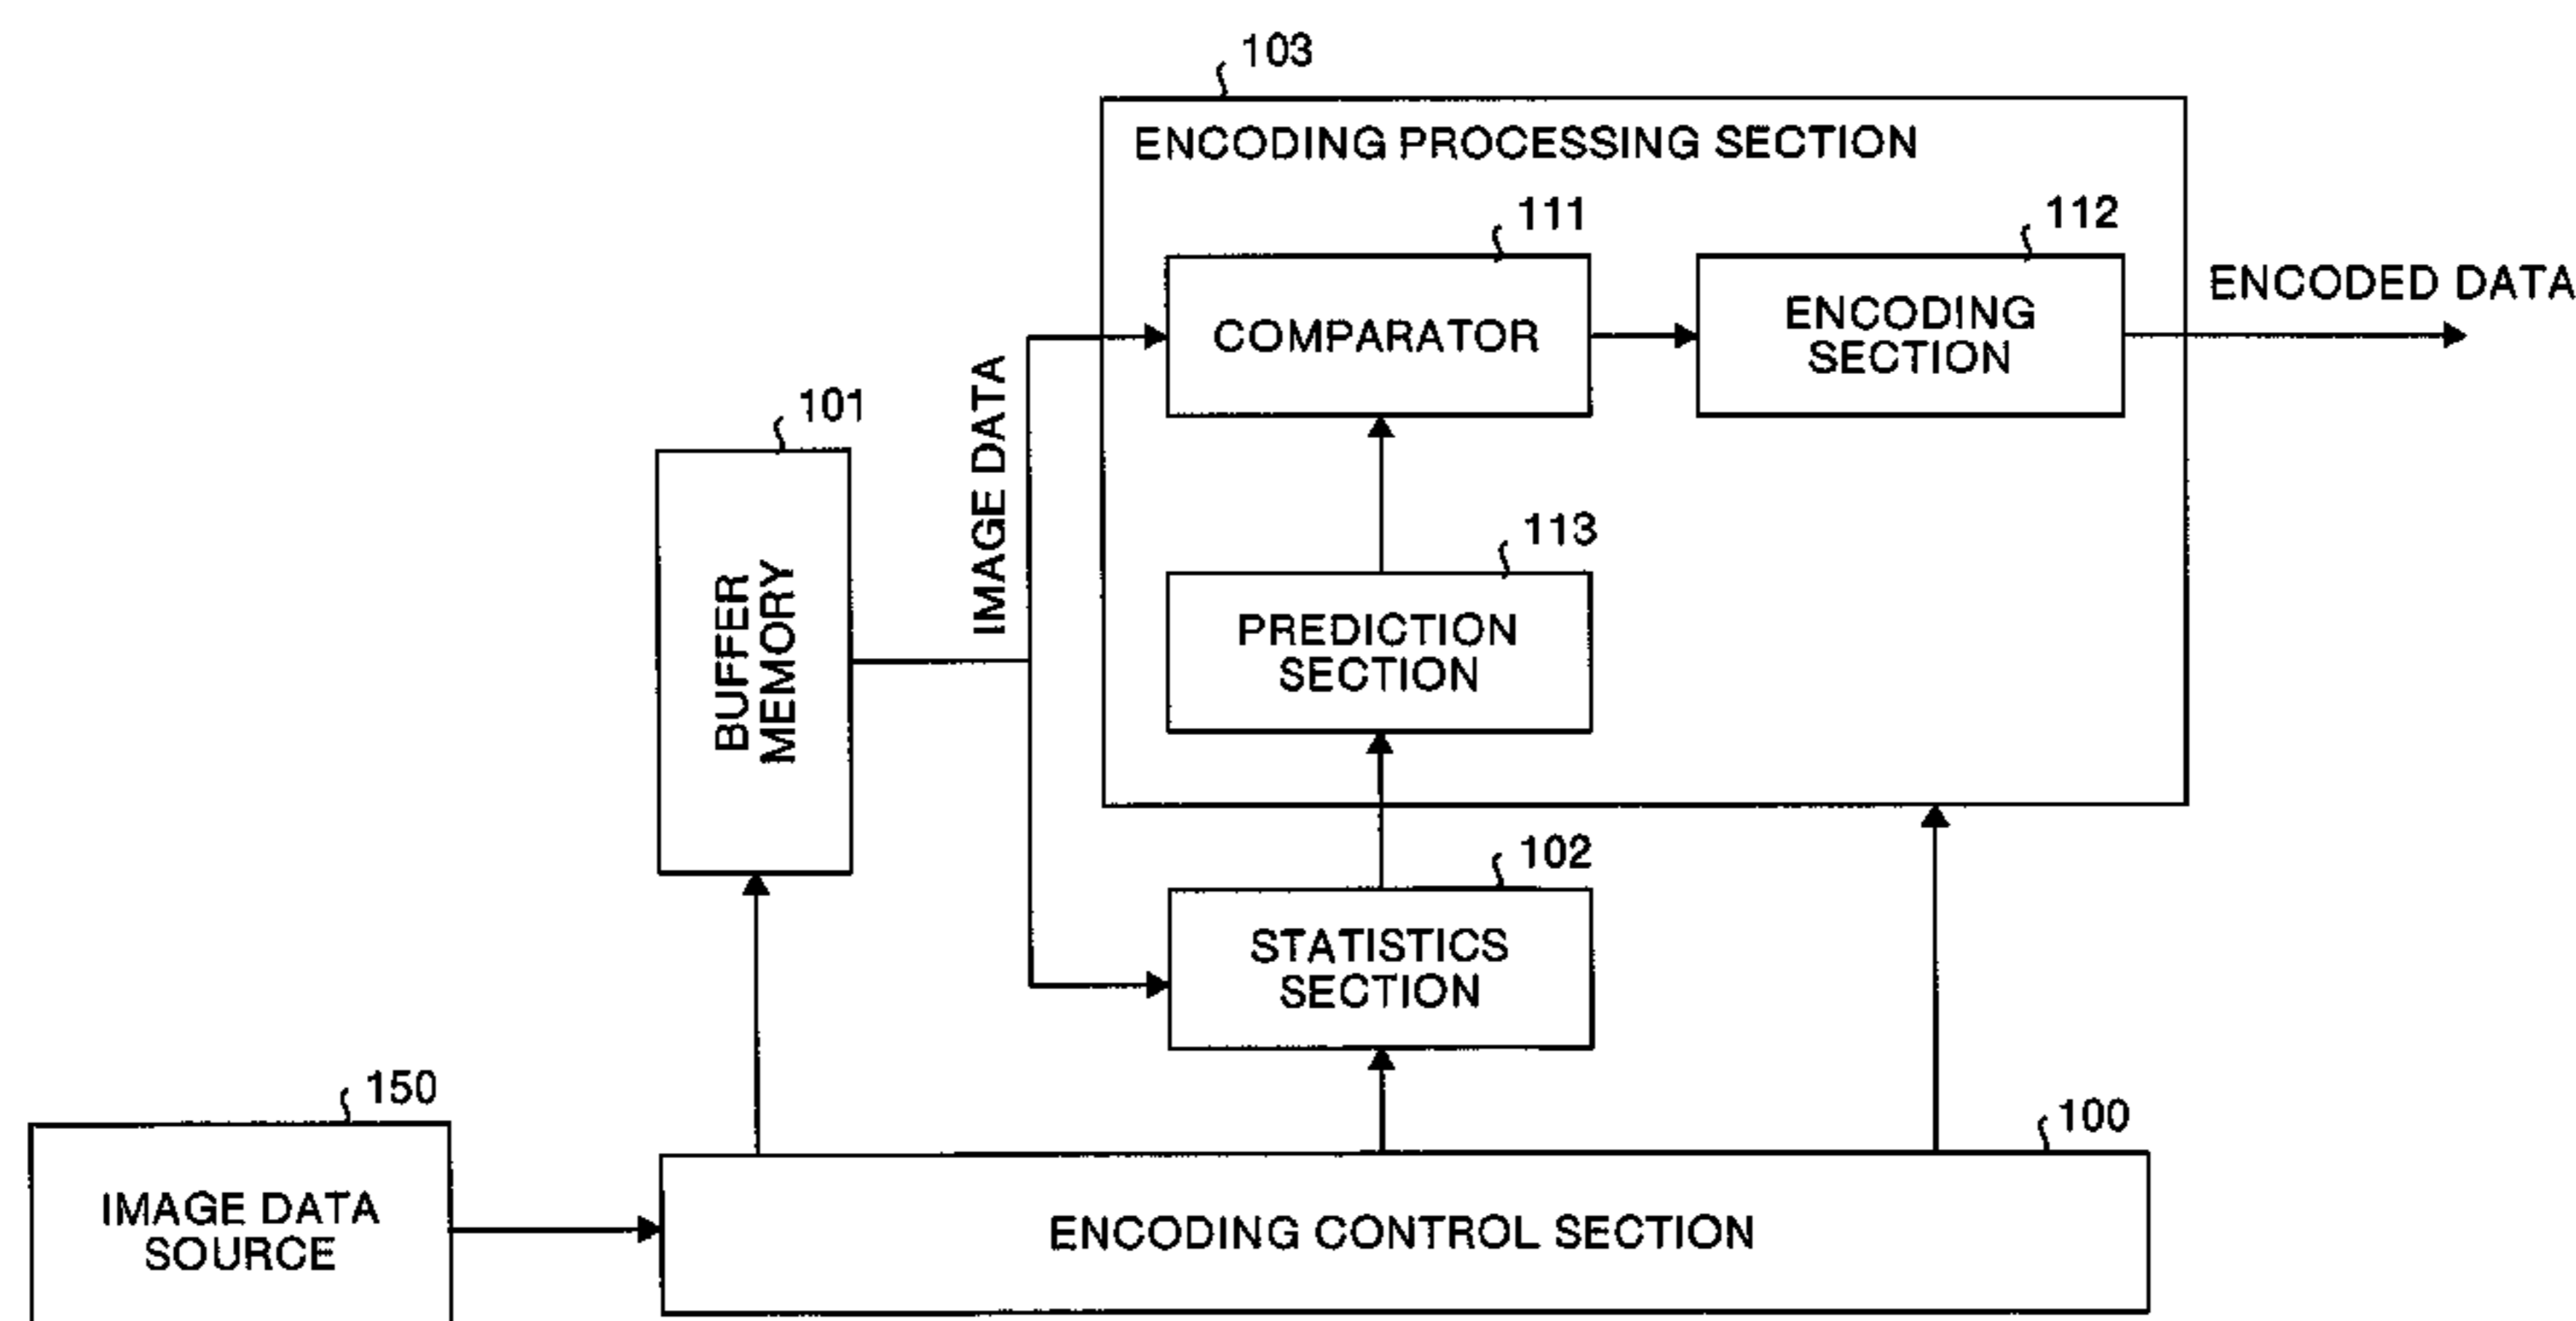 103
ENCODING PROCESSING SECTION
111
112
COMPARATOR
ENCODING
SECTION
ENCODED DATA
IMAGE DATA
101
BUFFER
MEMORY
113
PREDICTION
SECTION
102
STATISTICS
SECTION
150
IMAGE DATA
SOURCE
100
ENCODING CONTROL SECTION